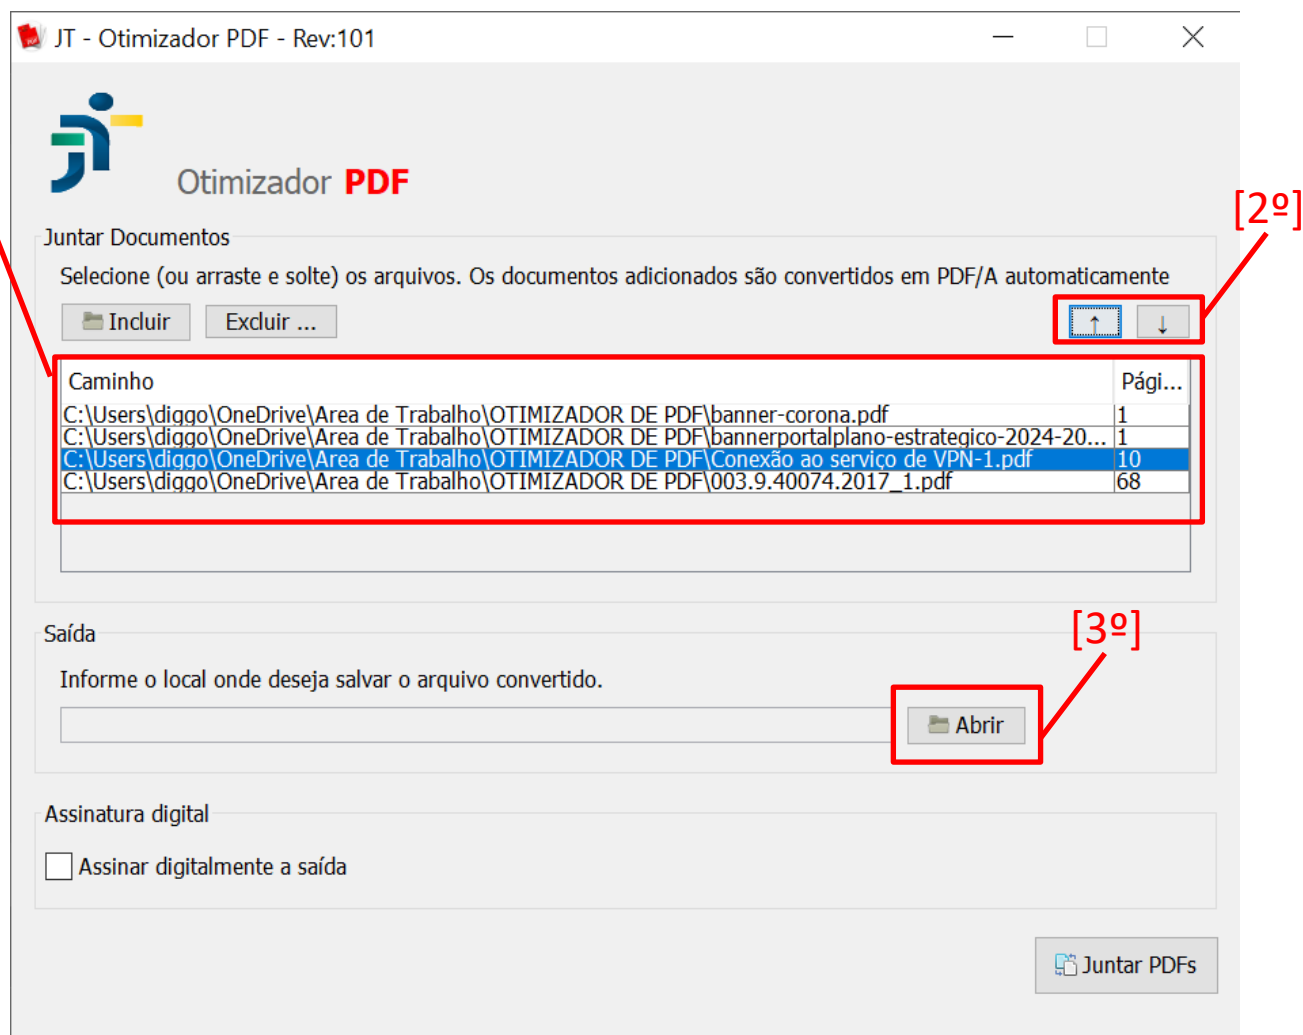 JT - Otimizador PDF - Rev:101
Otimizador PDF
[2º]
Juntar Documentos
Selecione (ou arraste e solte) os arquivos. Os documentos adicionados são convertidos em PDF/A automaticamente
Incluir Excluir ... ↑ ↓
Caminho Pági...
C:\Users\diggo\OneDrive\Area de Trabalho\OTIMIZADOR DE PDF\banner-corona.pdf 1
C:\Users\diggo\OneDrive\Area de Trabalho\OTIMIZADOR DE PDF\bannerportalplano-estrategico-2024-20... 1
C:\Users\diggo\OneDrive\Area de Trabalho\OTIMIZADOR DE PDF\Conexão ao serviço de VPN-1.pdf 10
C:\Users\diggo\OneDrive\Area de Trabalho\OTIMIZADOR DE PDF\003.9.40074.2017_1.pdf 68
[3º]
Saída
Informe o local onde deseja salvar o arquivo convertido.
Abrir
Assinatura digital
Assinar digitalmente a saída
Juntar PDFs